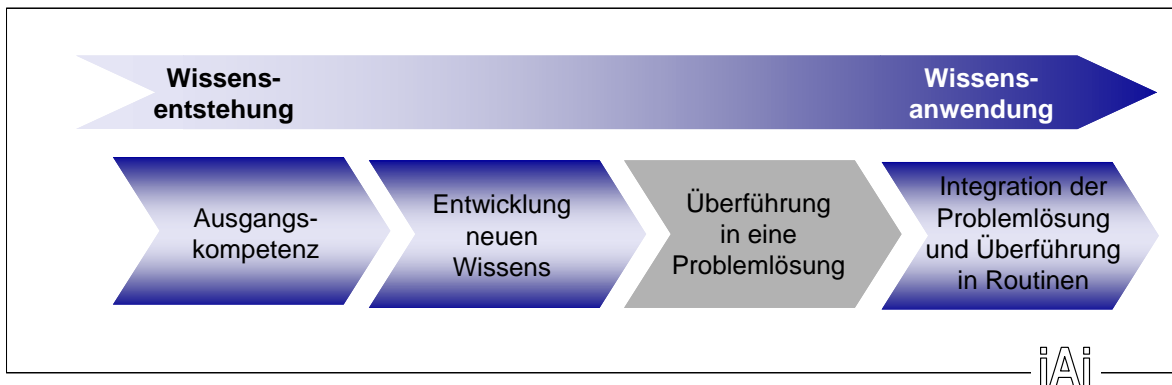 Wissens-
entstehung
Wissens-
anwendung
Ausgangs-
kompetenz
Entwicklung
neuen
Wissens
Überführung
in eine
Problemlösung
Integration der
Problemlösung
und Überführung
in Routinen
iAi